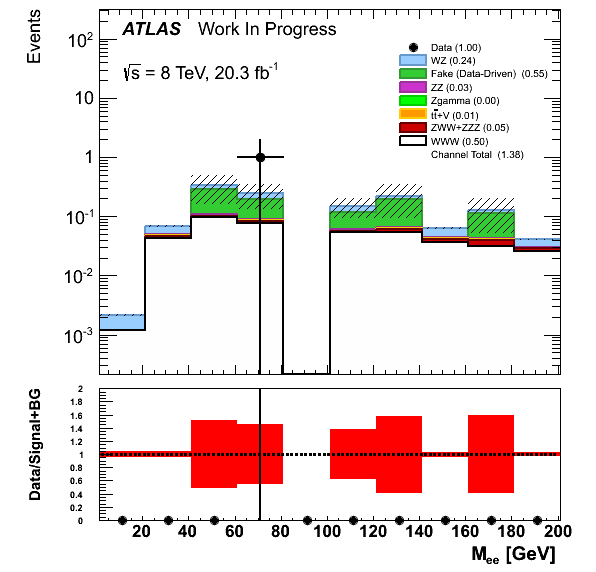 Events
ATLAS Work In Progress
√s = 8 TeV, 20.3 fb⁻¹
Data (1.00)
WZ (0.24)
Fake (Data-Driven) (0.55)
ZZ (0.03)
Zgamma (0.00)
tt̄+V (0.01)
ZWW+ZZZ (0.05)
WWW (0.50)
Channel Total (1.38)
10²
10
1
10⁻¹
10⁻²
10⁻³
Data/Signal+BG
2
1.8
1.6
1.4
1.2
1
0.8
0.6
0.4
0.2
0
20 40 60 80 100 120 140 160 180 200
Mee [GeV]